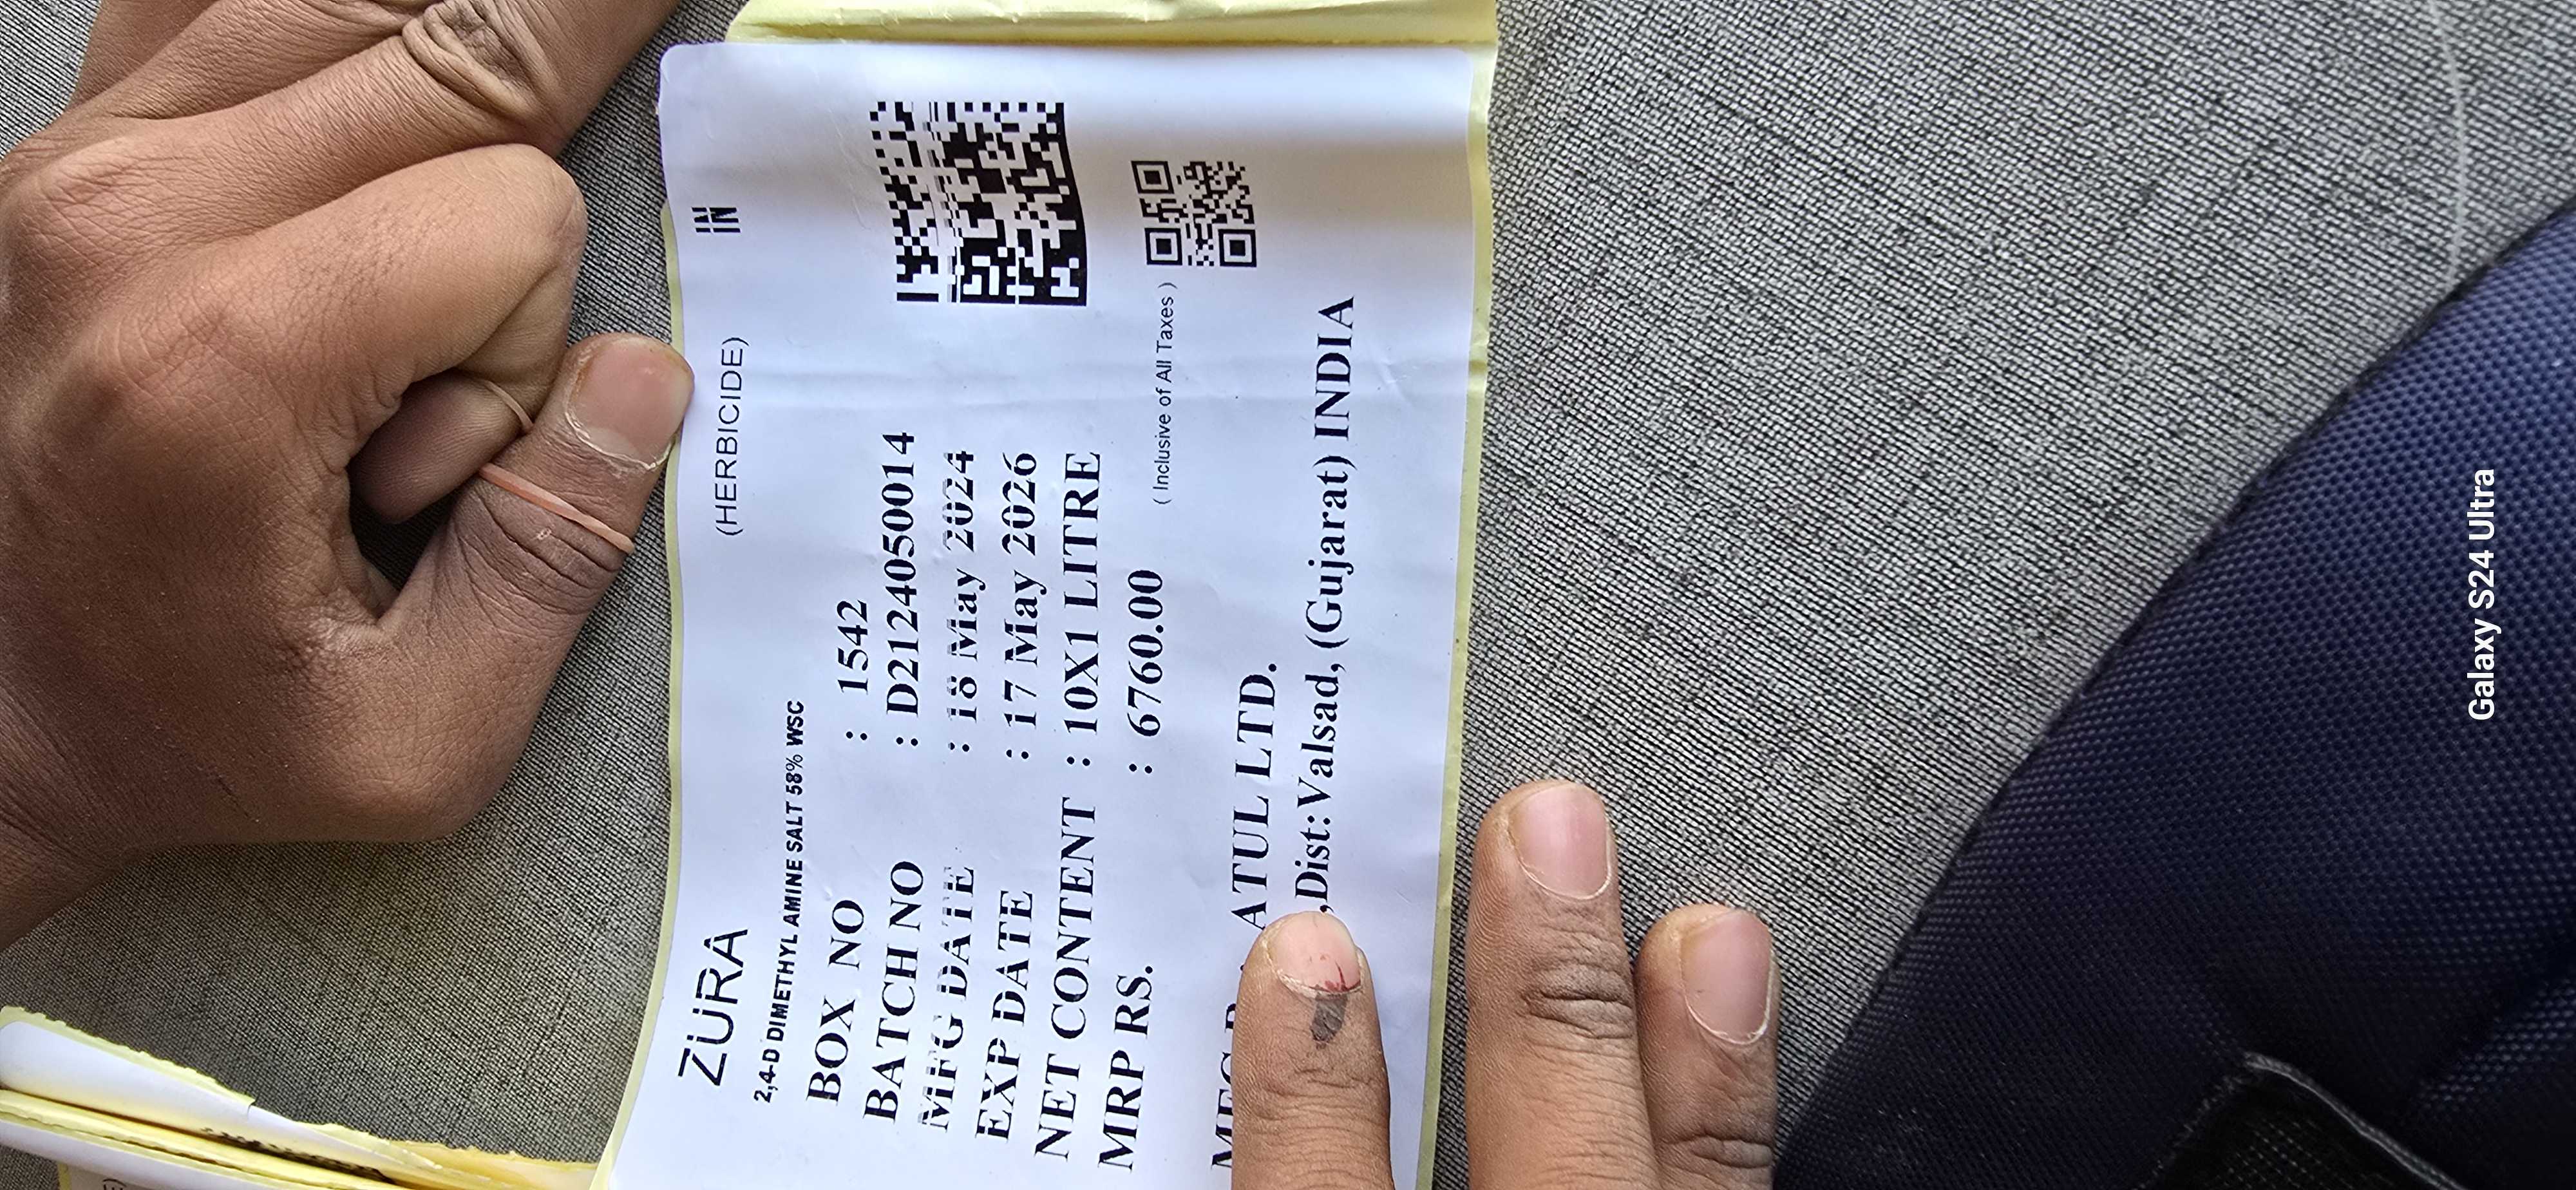 ZURA (HERBICIDE) IN
2,4-D DIMETHYL AMINE SALT 58% WSC
BOX NO : 1542
BATCH NO : D2124050014
MFG DATE : 18 May 2024
EXP DATE : 17 May 2026
NET CONTENT : 10X1 LITRE
MRP RS. : 6760.00 ( Inclusive of All Taxes )
ATUL LTD.
,Dist:Valsad, (Gujarat) INDIA
Galaxy S24 Ultra